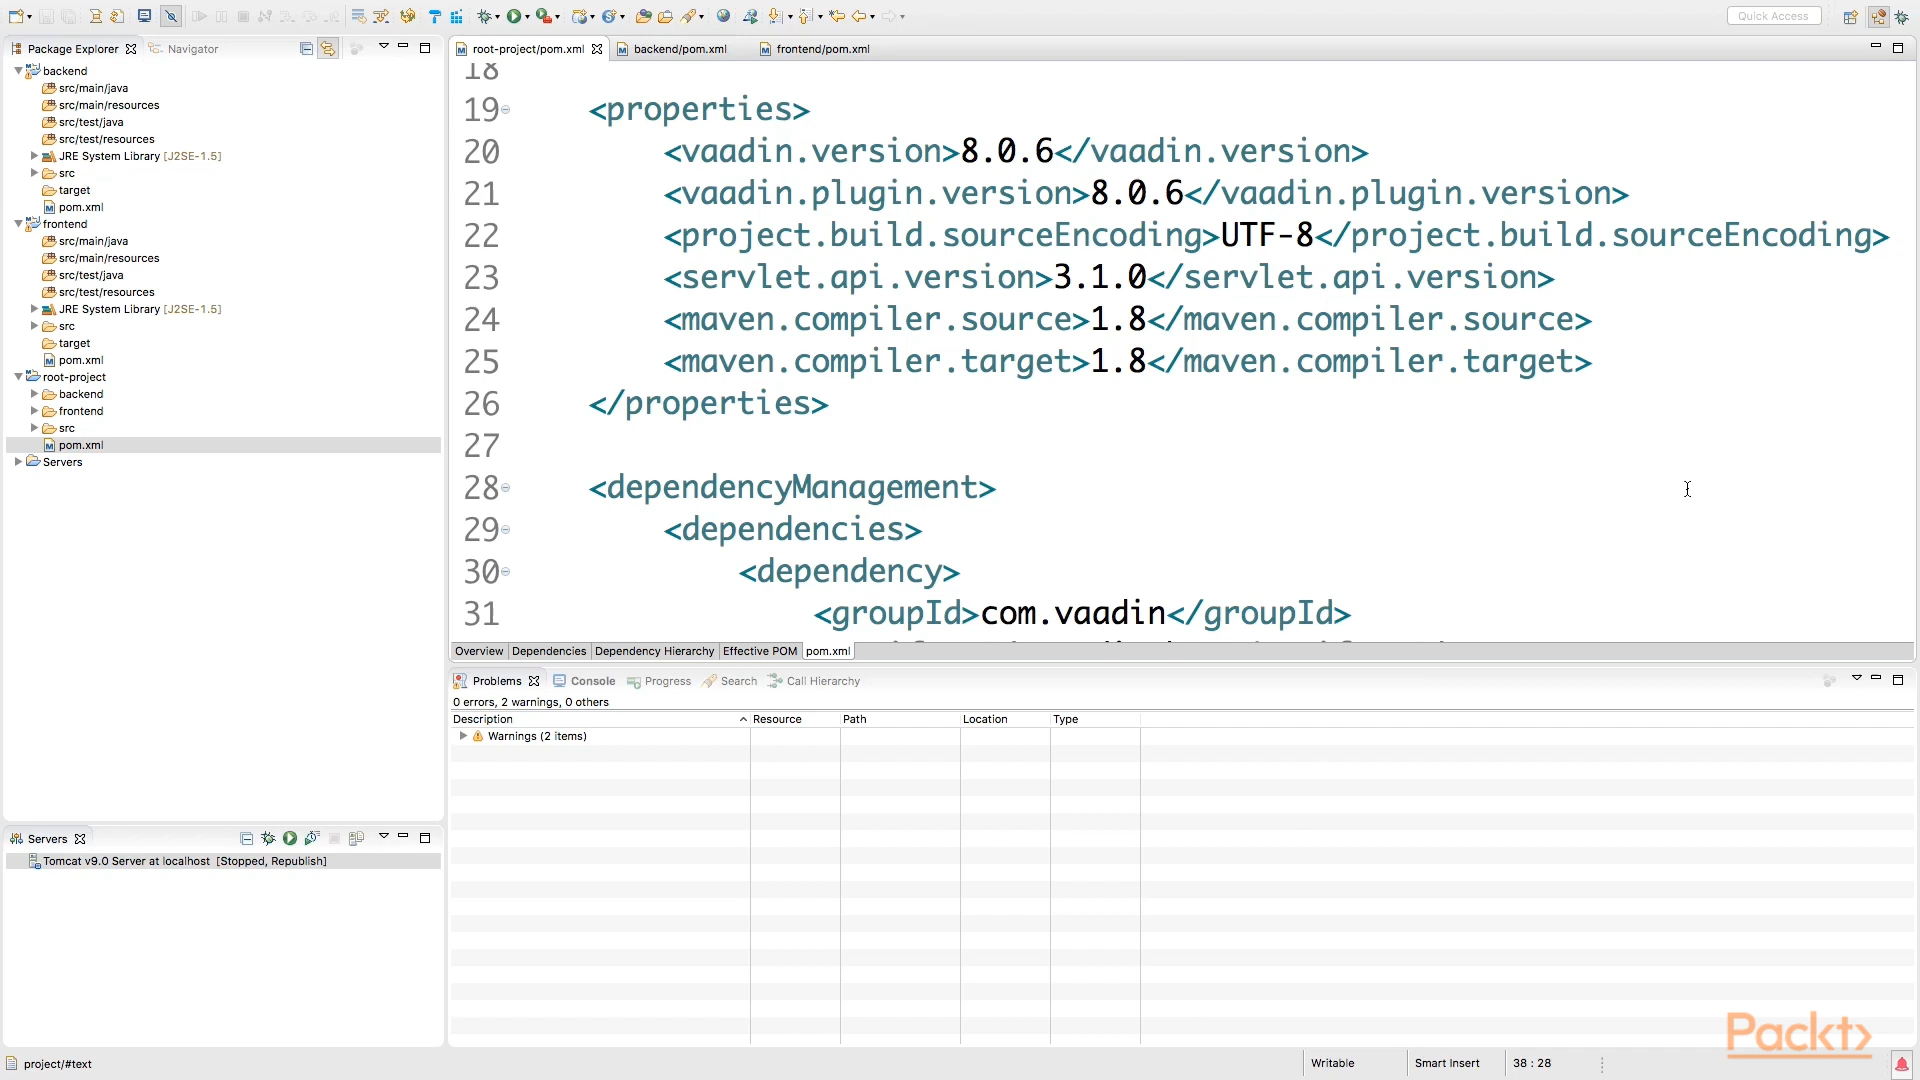 Quick Access
Package Explorer
Navigator
backend
src/main/java
src/main/resources
src/test/java
src/test/resources
JRE System Library [J2SE-1.5]
src
target
pom.xml
frontend
src/main/java
src/main/resources
src/test/java
src/test/resources
JRE System Library [J2SE-1.5]
src
target
pom.xml
root-project
backend
frontend
src
pom.xml
Servers
root-project/pom.xml
backend/pom.xml
frontend/pom.xml
18
19 <properties>
20 <vaadin.version>8.0.6</vaadin.version>
21 <vaadin.plugin.version>8.0.6</vaadin.plugin.version>
22 <project.build.sourceEncoding>UTF-8</project.build.sourceEncoding>
23 <servlet.api.version>3.1.0</servlet.api.version>
24 <maven.compiler.source>1.8</maven.compiler.source>
25 <maven.compiler.target>1.8</maven.compiler.target>
26 </properties>
27
28 <dependencyManagement>
29 <dependencies>
30 <dependency>
31 <groupId>com.vaadin</groupId>
Overview Dependencies Dependency Hierarchy Effective POM pom.xml
Problems Console Progress Search Call Hierarchy
0 errors, 2 warnings, 0 others
Description Resource Path Location Type
Warnings (2 items)
Servers
Tomcat v9.0 Server at localhost [Stopped, Republish]
Packt>
project/#text
Writable Smart Insert 38 : 28